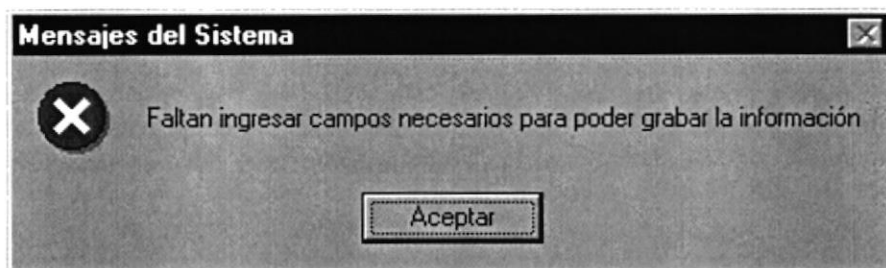 Mensajes del Sistema
Faltan ingresar campos necesarios para poder grabar la información
Aceptar